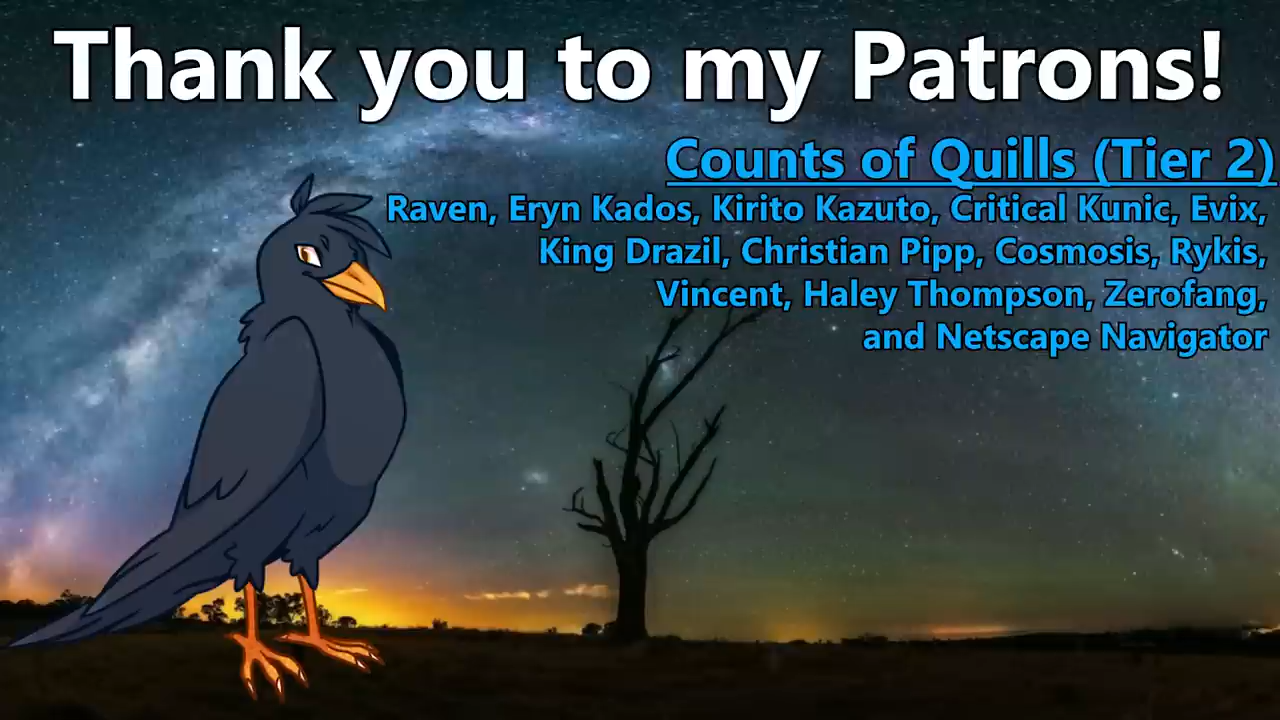 Thank you to my Patrons!
Counts of Quills (Tier 2)
Raven, Eryn Kados, Kirito Kazuto, Critical Kunic, Evix,
King Drazil, Christian Pipp, Cosmosis, Rykis,
Vincent, Haley Thompson, Zerofang,
and Netscape Navigator